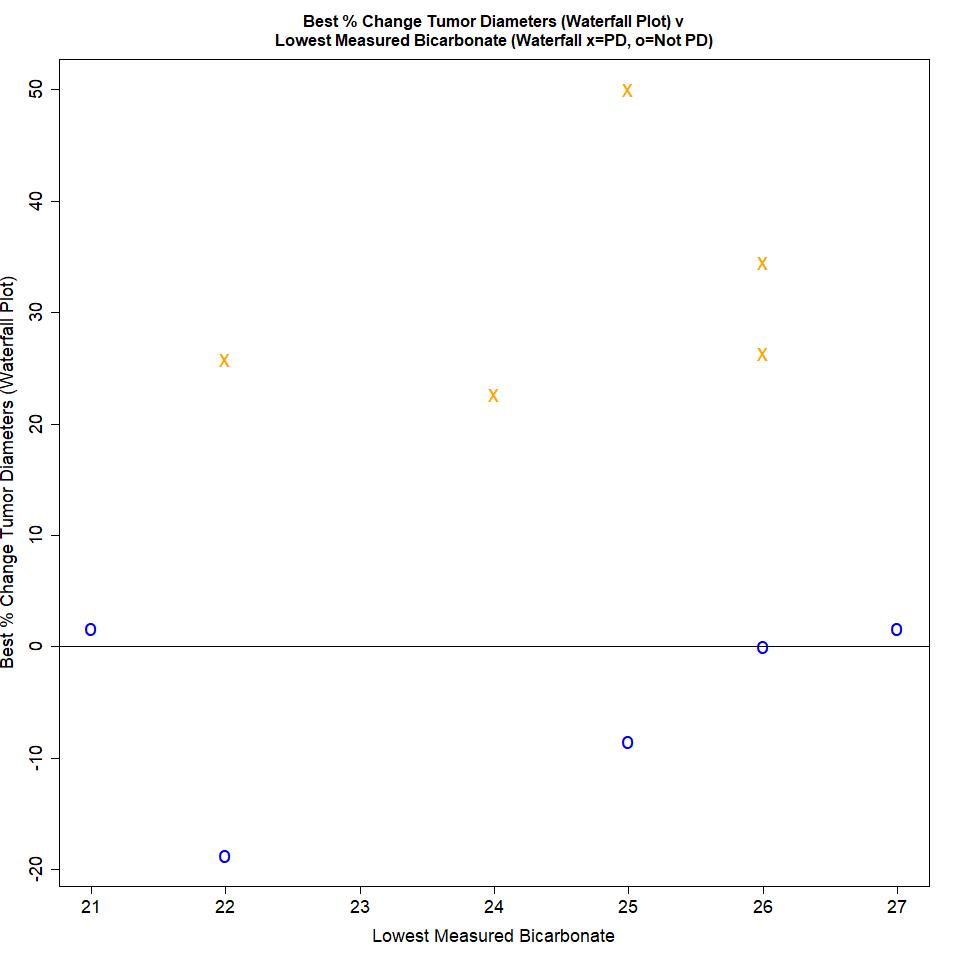 Best % Change Tumor Diameters (Waterfall Plot) v
Lowest Measured Bicarbonate (Waterfall x=PD, o=Not PD)
Best % Change Tumor Diameters (Waterfall Plot)
50
40
30
20
10
0
-10
-20
X
X
X
X
X
O
O
O
O
O
21
22
23
24
25
26
27
Lowest Measured Bicarbonate